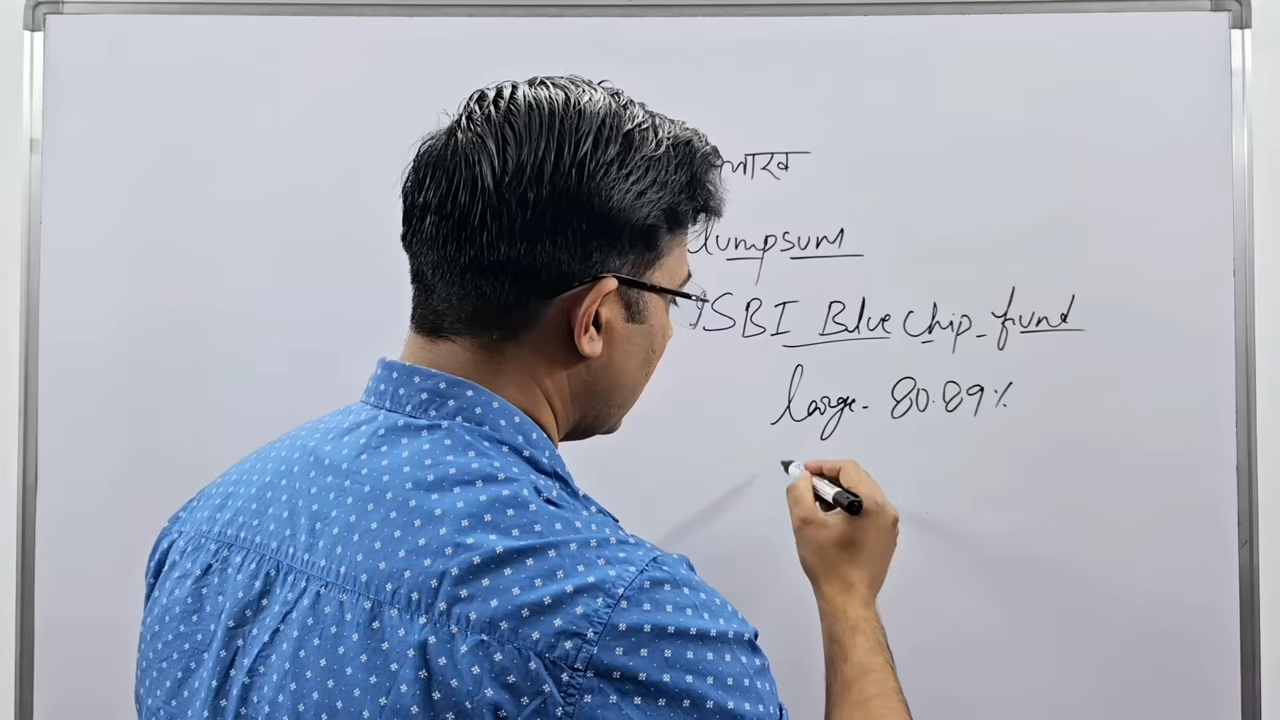 लाख
lumpsum
SBI Blue chip fund
large - 80.89%